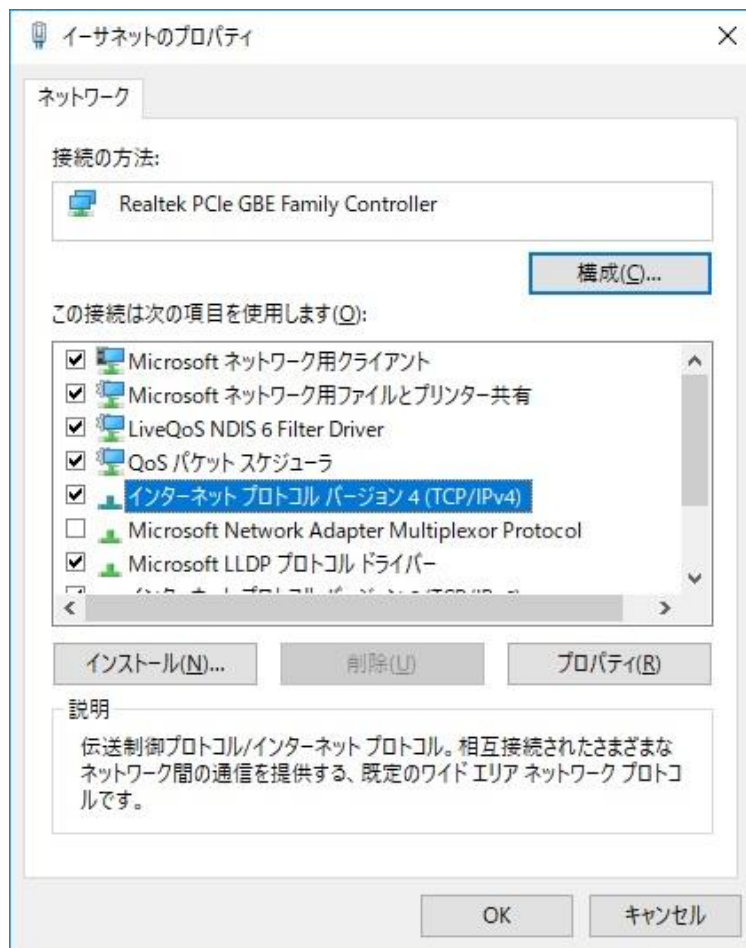 イーサネットのプロパティ
ネットワーク
接続の方法:
Realtek PCIe GBE Family Controller
構成(C)...
この接続は次の項目を使用します(O):
Microsoft ネットワーク用クライアント
Microsoft ネットワーク用ファイルとプリンター共有
LiveQoS NDIS 6 Filter Driver
QoS パケット スケジューラ
インターネット プロトコル バージョン 4 (TCP/IPv4)
Microsoft Network Adapter Multiplexor Protocol
Microsoft LLDP プロトコル ドライバー
インストール(N)...
削除(U)
プロパティ(R)
説明
伝送制御プロトコル/インターネット プロトコル。相互接続されたさまざまな
ネットワーク間の通信を提供する、既定のワイド エリア ネットワーク プロトコ
ルです。
OK
キャンセル